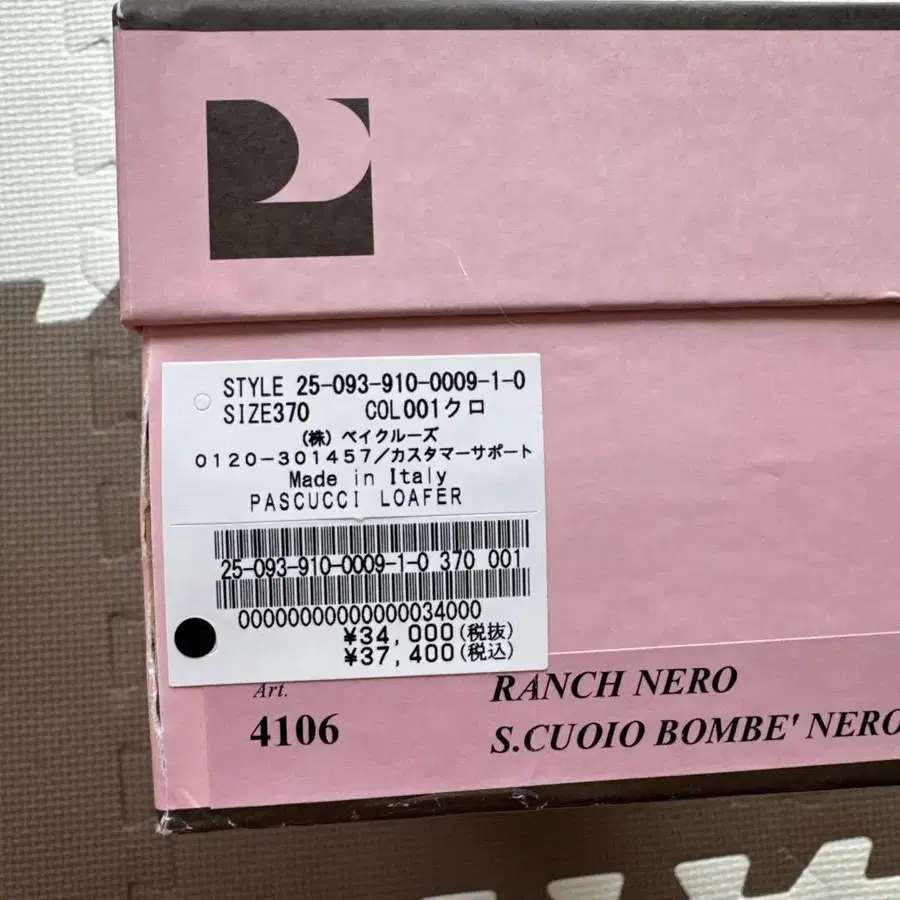 STYLE 25-093-910-0009-1-0
SIZE370 COL001クロ
(株) ベイクルーズ
0120-301457/カスタマーサポート
Made in Italy
PASCUCCI LOAFER
25-093-910-0009-1-0 370 001
00000000000000034000
¥34,000(税抜)
¥37,400(税込)
Art.
4106
RANCH NERO
S.CUOIO BOMBE' NERO